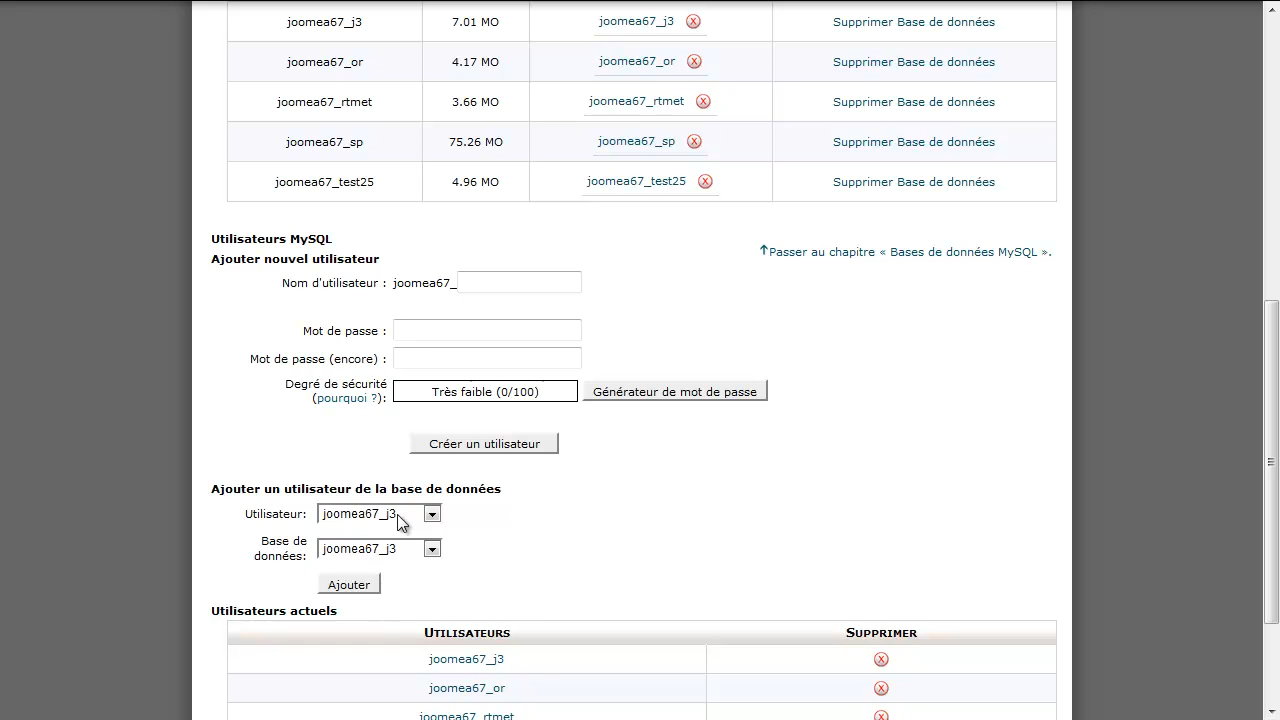 joomea67_j3 7.01 MO joomea67_j3 Supprimer Base de données
joomea67_or 4.17 MO joomea67_or Supprimer Base de données
joomea67_rtmet 3.66 MO joomea67_rtmet Supprimer Base de données
joomea67_sp 75.26 MO joomea67_sp Supprimer Base de données
joomea67_test25 4.96 MO joomea67_test25 Supprimer Base de données
Utilisateurs MySQL
↑Passer au chapitre « Bases de données MySQL ».
Ajouter nouvel utilisateur
Nom d'utilisateur : joomea67_
Mot de passe :
Mot de passe (encore) :
Degré de sécurité
(pourquoi ?):
Très faible (0/100) Générateur de mot de passe
Créer un utilisateur
Ajouter un utilisateur de la base de données
Utilisateur: joomea67_j3
Base de
données:
joomea67_j3
Ajouter
Utilisateurs actuels
UTILISATEURS SUPPRIMER
joomea67_j3
joomea67_or
joomea67_rtmet